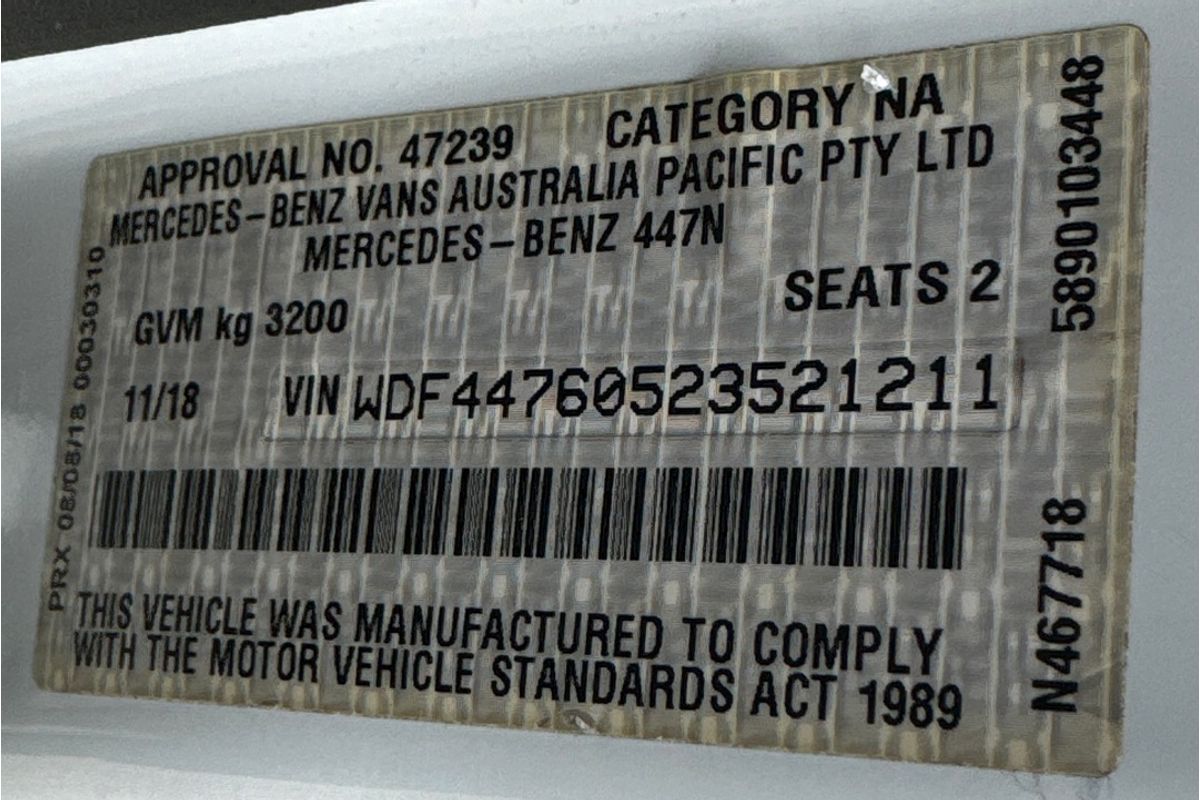 APPROVAL NO. 47239 CATEGORY NA
MERCEDES-BENZ VANS AUSTRALIA PACIFIC PTY LTD
MERCEDES-BENZ 447N
GVM kg 3200 SEATS 2
11/18 VIN WDF44760523521211
THIS VEHICLE WAS MANUFACTURED TO COMPLY
WITH THE MOTOR VEHICLE STANDARDS ACT 1989
PRX 08/08/18 00030310
N467718 5890103448